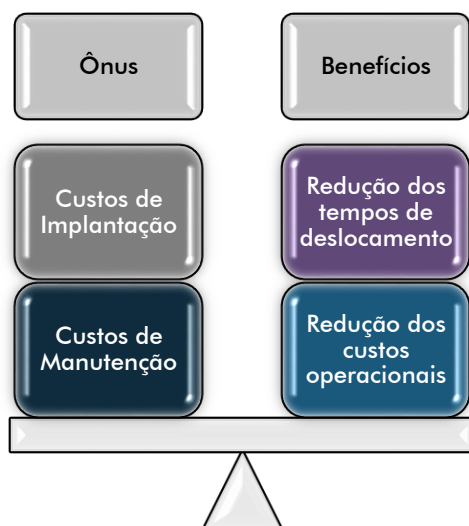 Ônus
Benefícios
Custos de
Implantação
Redução dos
tempos de
deslocamento
Custos de
Manutenção
Redução dos
custos
operacionais